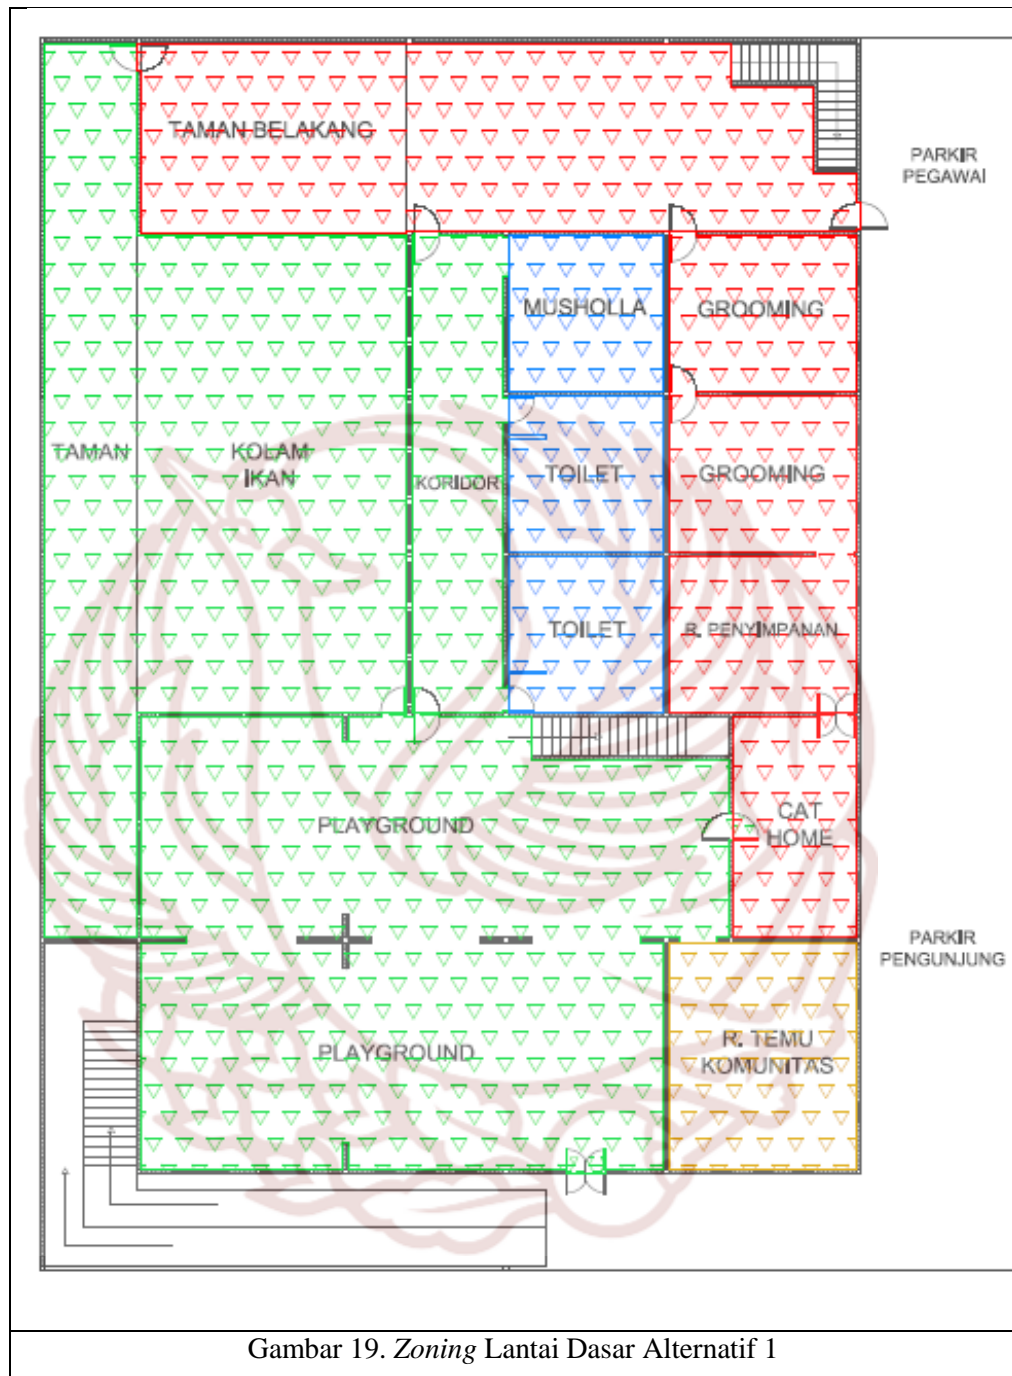 TAMAN BELAKANG
PARKIR
PEGAWAI
MUSHOLLA
GROOMING
TAMAN
KOLAM
IKAN
KORIDOR
TOILET
GROOMING
TOILET
R. PENYIMPANAN
PLAYGROUND
CAT
HOME
PARKIR
PENGUNJUNG
PLAYGROUND
R. TEMU
KOMUNITAS
Gambar 19. Zoning Lantai Dasar Alternatif 1